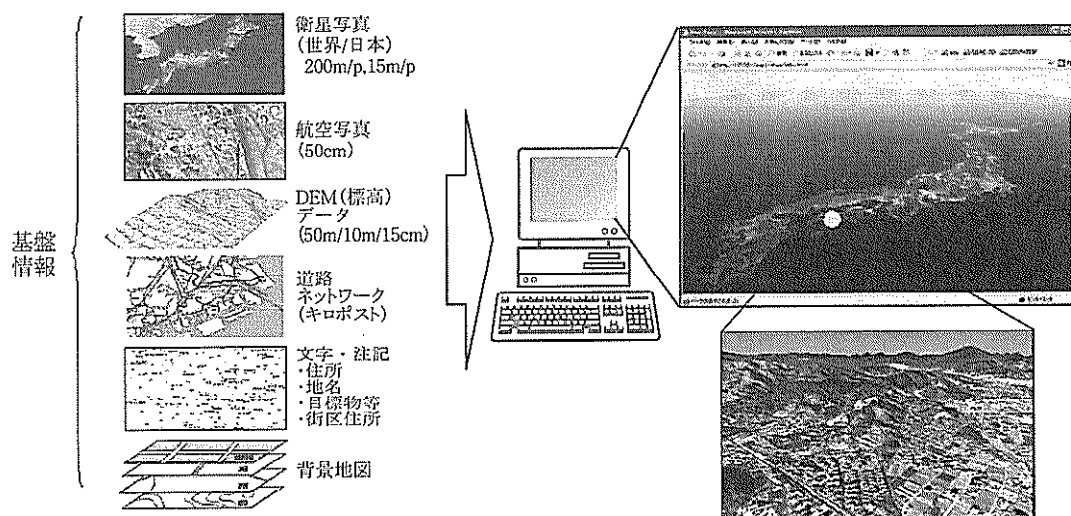 基盤
情報
衛星写真
(世界/日本)
200m/p,15m/p
航空写真
(50cm)
DEM(標高)
データ
(50m/10m/15cm)
道路
ネットワーク
(キロポスト)
文字・注記
・住所
・地名
・目標物等
・街区住所
背景地図